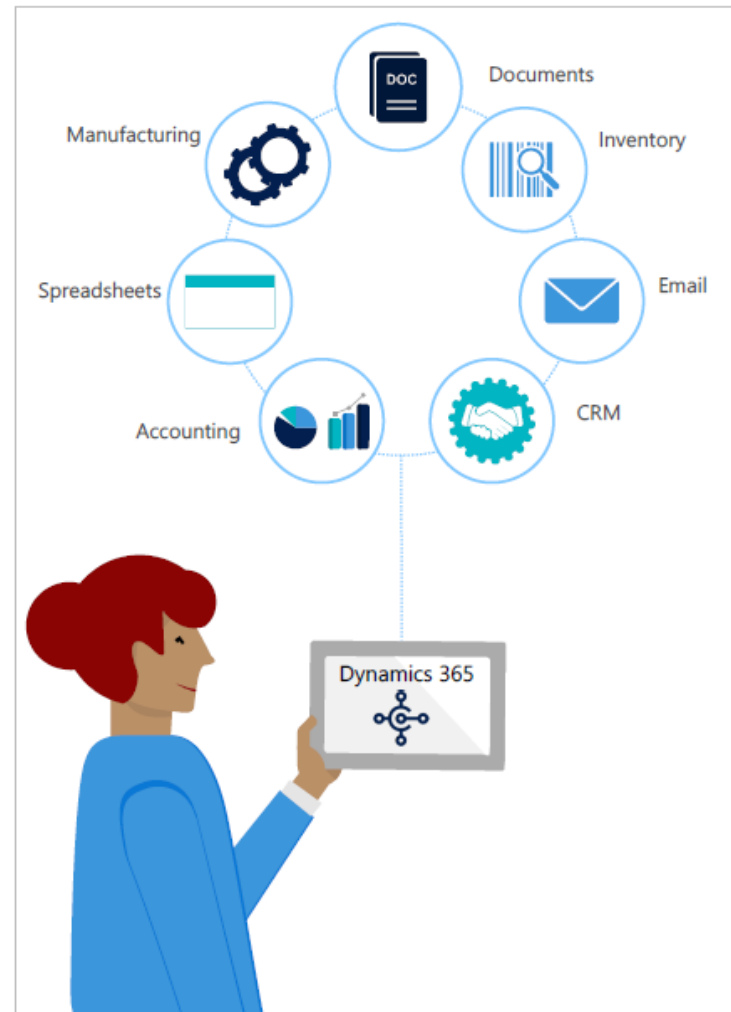 DOC
Documents
Manufacturing
Inventory
Spreadsheets
Email
Accounting
CRM
Dynamics 365